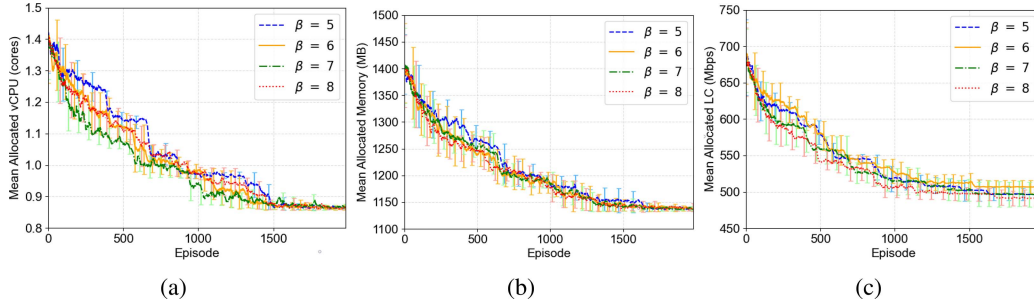 1.5
1.4
1.3
1.2
1.1
1.0
0.9
0.8
Mean Allocated vCPU (cores)
0 500 1000 1500
Episode
β = 5
β = 6
β = 7
β = 8
(a)
1500
1450
1400
1350
1300
1250
1200
1150
1100
Mean Allocated Memory (MB)
0 500 1000 1500
Episode
β = 5
β = 6
β = 7
β = 8
(b)
750
700
650
600
550
500
450
Mean Allocated LC (Mbps)
0 500 1000 1500
Episode
β = 5
β = 6
β = 7
β = 8
(c)